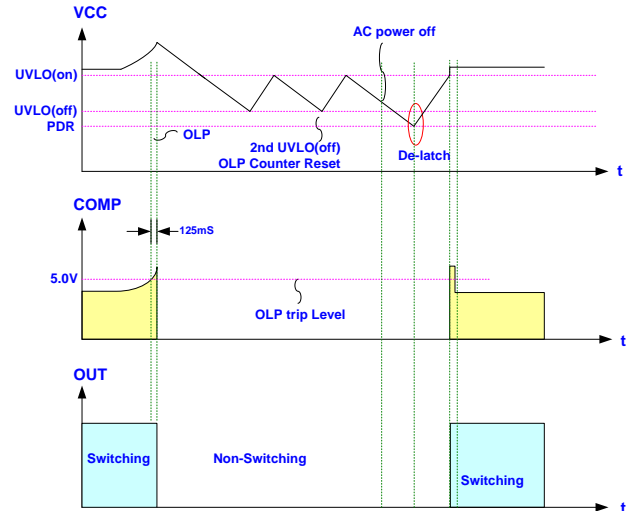 VCC
AC power off
UVLO(on)
UVLO(off)
PDR
OLP
2nd UVLO(off)
OLP Counter Reset
De-latch
t
COMP
125mS
5.0V
OLP trip Level
t
OUT
Switching
Non-Switching
Switching
t